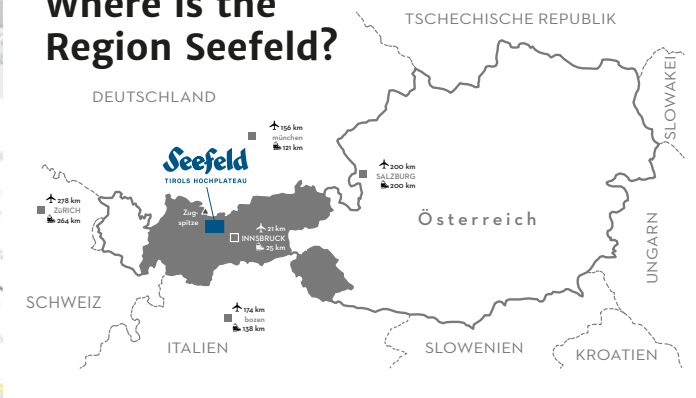 Where is the
Region Seefeld?
TSCHECHISCHE REPUBLIK
SLOWAKEI
DEUTSCHLAND
156 km
münchen
121 km
Seefeld
TIROLS HOCHPLATEAU
200 km
SALZBURG
200 km
278 km
ZüRICH
264 km
Zug-
spitze
21 km
INNSBRUCK
25 km
Österreich
UNGARN
SCHWEIZ
174 km
bozen
138 km
ITALIEN
SLOWENIEN
KROATIEN